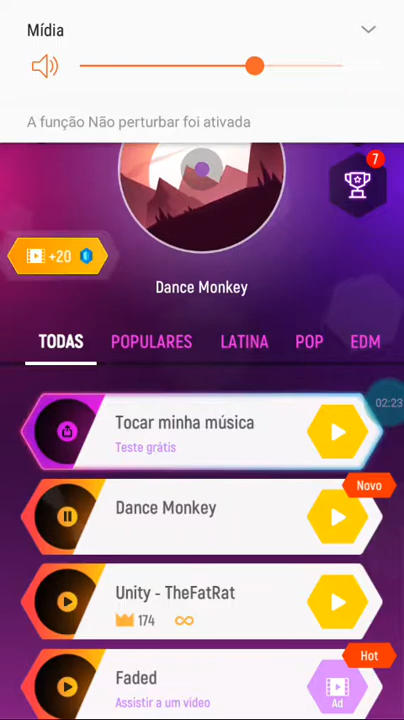 Mídia
A função Não perturbar foi ativada
7
+20
Dance Monkey
TODAS POPULARES LATINA POP EDM
02:23
Tocar minha música
Teste grátis
Novo
Dance Monkey
Unity - TheFatRat
174 ∞
Hot
Faded
Assistir a um vídeo
Ad